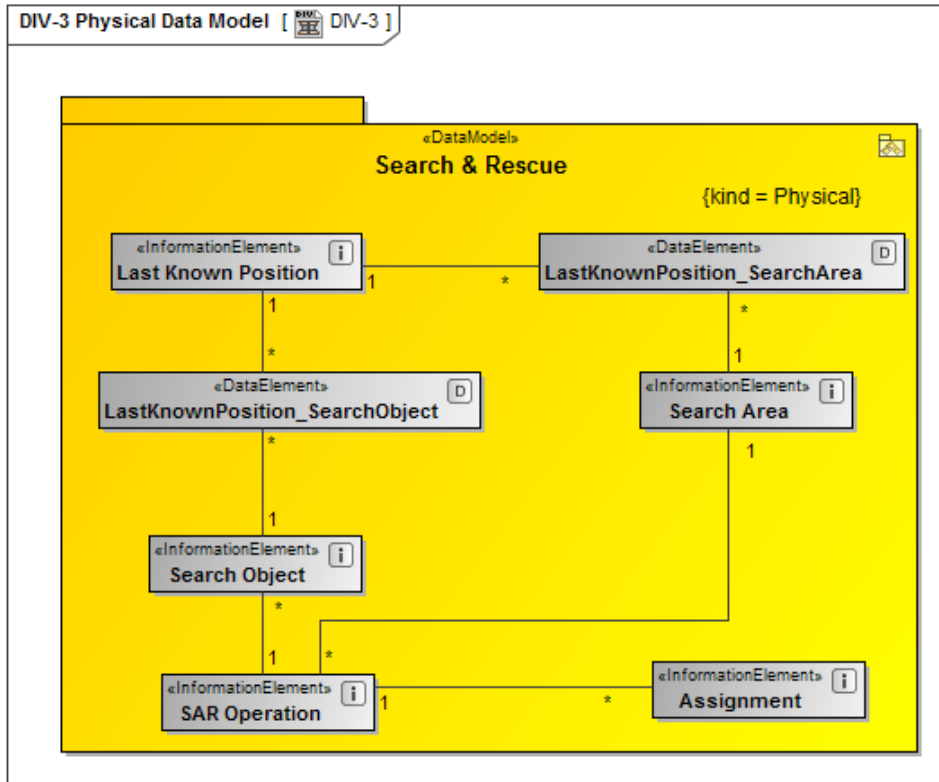 DIV-3 Physical Data Model [ DIV DIV-3 ]
«DataModel»
Search & Rescue
{kind = Physical}
«InformationElement» i
Last Known Position
«DataElement» D
LastKnownPosition_SearchArea
1
*
1
*
*
1
«DataElement» D
LastKnownPosition_SearchObject
«InformationElement» i
Search Area
*
1
1
«InformationElement» i
Search Object
*
1
*
«InformationElement» i
SAR Operation
1
*
«InformationElement» i
Assignment